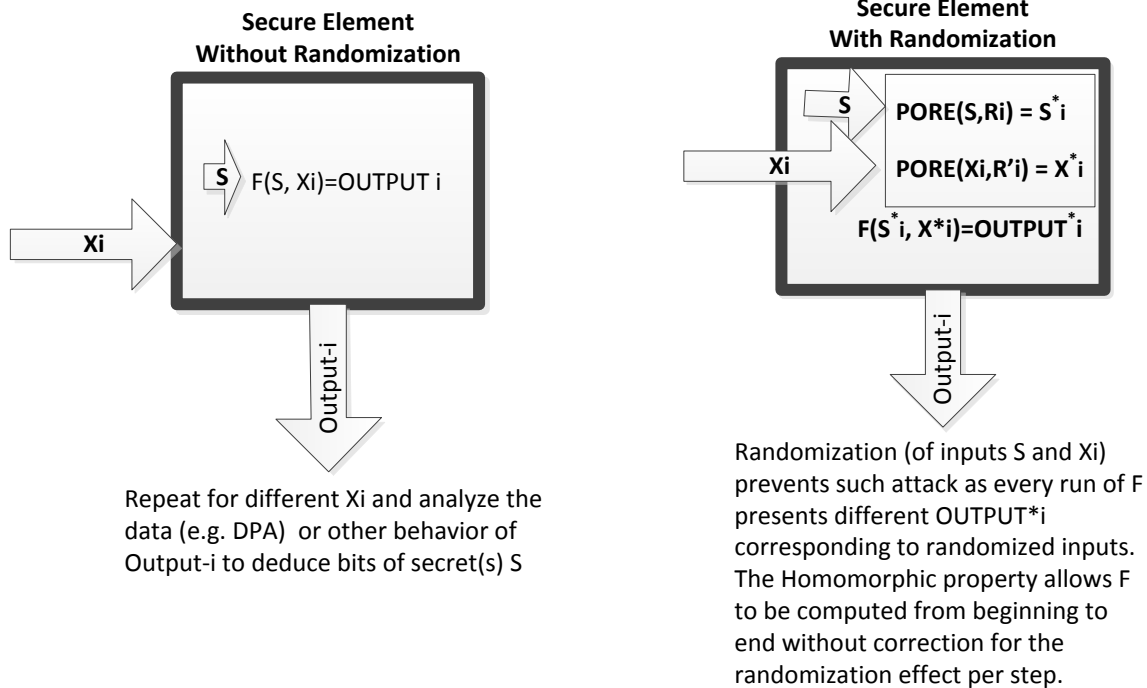 Secure Element
Without Randomization
S
F(S, Xi)=OUTPUT i
Xi
Output-i
Repeat for different Xi and analyze the
data (e.g. DPA) or other behavior of
Output-i to deduce bits of secret(s) S
Secure Element
With Randomization
S
PORE(S,Ri) = S*i
Xi
PORE(Xi,R’i) = X*i
F(S*i, X*i)=OUTPUT*i
Output-i
Randomization (of inputs S and Xi)
prevents such attack as every run of F
presents different OUTPUT*i
corresponding to randomized inputs.
The Homomorphic property allows F
to be computed from beginning to
end without correction for the
randomization effect per step.